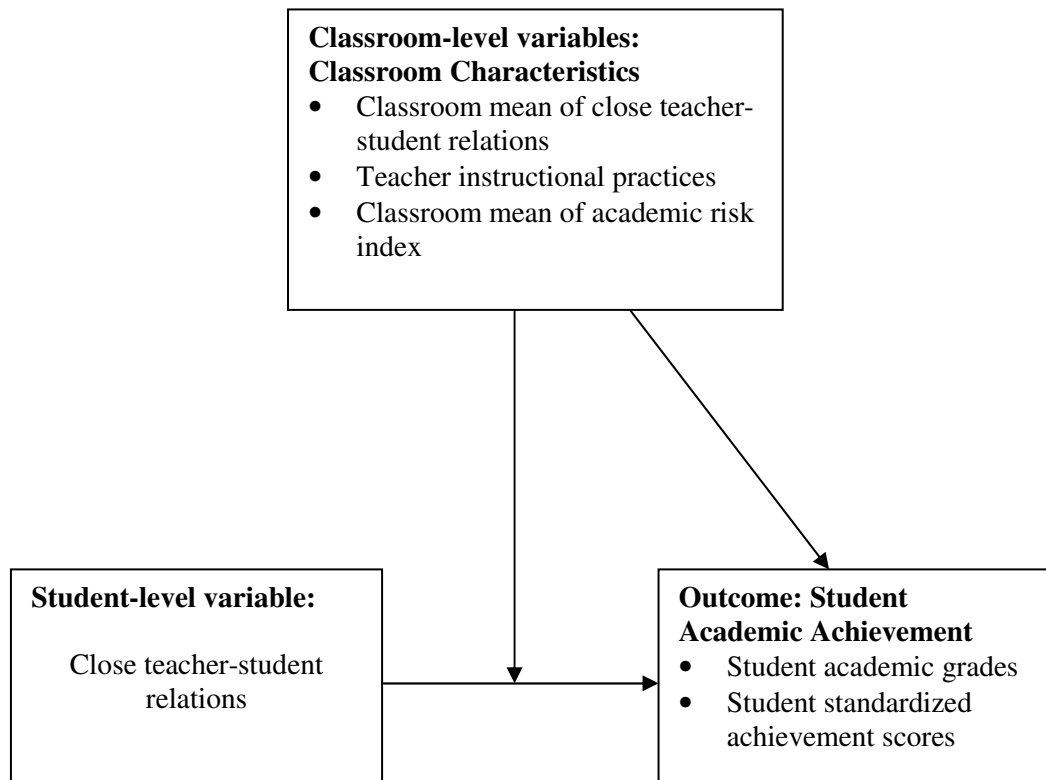 Classroom-level variables:
Classroom Characteristics
• Classroom mean of close teacher-
student relations
• Teacher instructional practices
• Classroom mean of academic risk
index
Student-level variable:
Close teacher-student
relations
Outcome: Student
Academic Achievement
• Student academic grades
• Student standardized
achievement scores